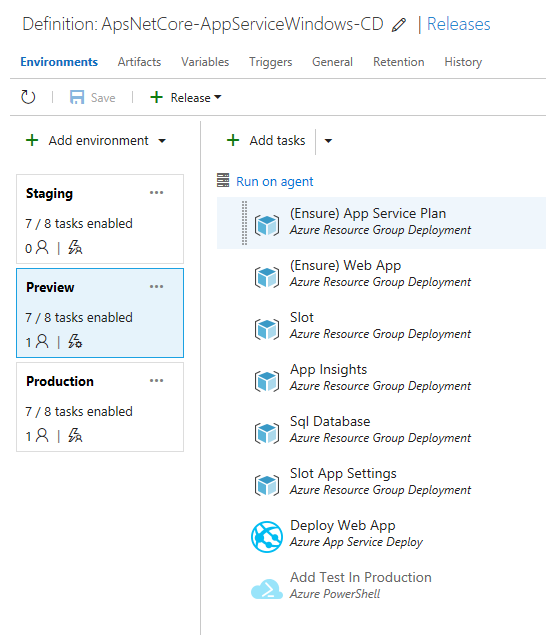 Definition: ApsNetCore-AppServiceWindows-CD | Releases
Environments Artifacts Variables Triggers General Retention History
Save Release
Add environment
Add tasks
Staging
7 / 8 tasks enabled
0 |
Preview
7 / 8 tasks enabled
1 |
Production
7 / 8 tasks enabled
1 |
Run on agent
(Ensure) App Service Plan
Azure Resource Group Deployment
(Ensure) Web App
Azure Resource Group Deployment
Slot
Azure Resource Group Deployment
App Insights
Azure Resource Group Deployment
Sql Database
Azure Resource Group Deployment
Slot App Settings
Azure Resource Group Deployment
Deploy Web App
Azure App Service Deploy
Add Test In Production
Azure PowerShell